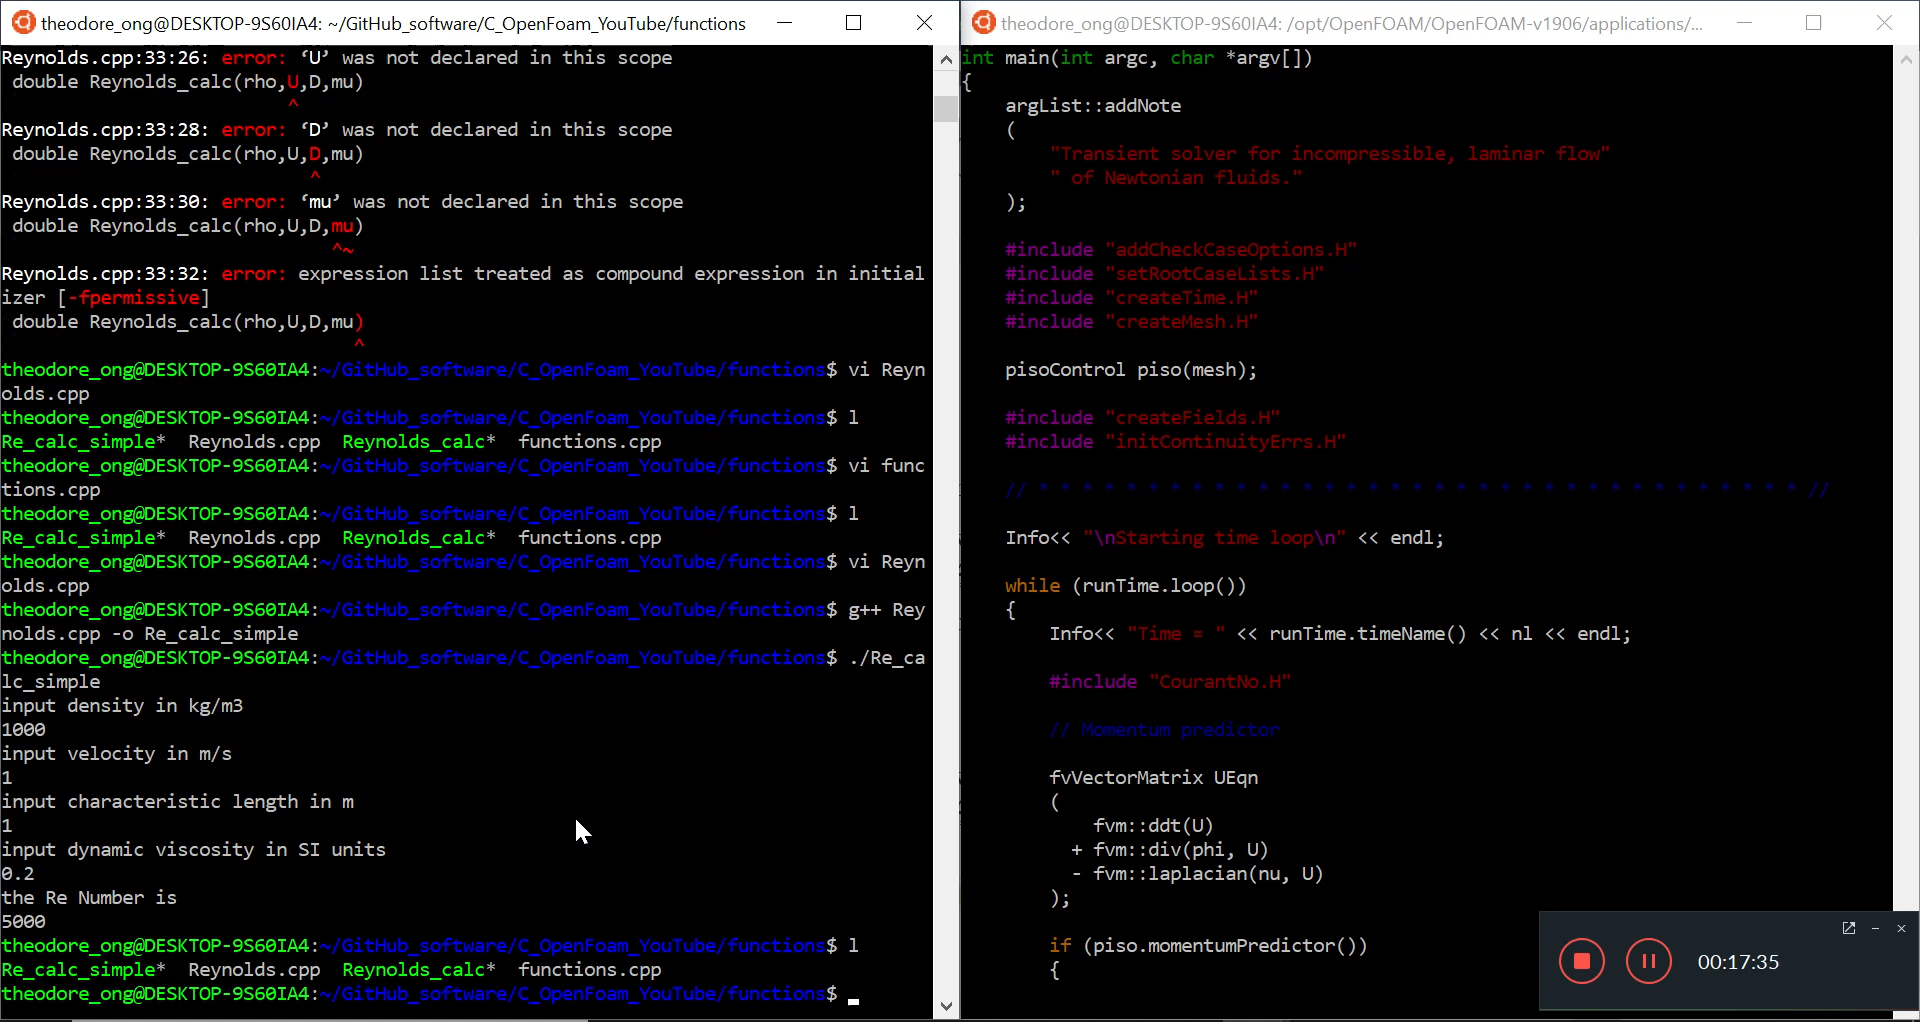 theodore_ong@DESKTOP-9S60IA4: ~/GitHub_software/C_OpenFoam_YouTube/functions
Reynolds.cpp:33:26: error: ‘U’ was not declared in this scope
 double Reynolds_calc(rho,U,D,mu)
^
Reynolds.cpp:33:28: error: ‘D’ was not declared in this scope
 double Reynolds_calc(rho,U,D,mu)
^
Reynolds.cpp:33:30: error: ‘mu’ was not declared in this scope
 double Reynolds_calc(rho,U,D,mu)
^~
Reynolds.cpp:33:32: error: expression list treated as compound expression in initial
izer [-fpermissive]
 double Reynolds_calc(rho,U,D,mu)
^
theodore_ong@DESKTOP-9S60IA4:~/GitHub_software/C_OpenFoam_YouTube/functions$ vi Reyn
olds.cpp
theodore_ong@DESKTOP-9S60IA4:~/GitHub_software/C_OpenFoam_YouTube/functions$ l
Re_calc_simple*  Reynolds.cpp  Reynolds_calc*  functions.cpp
theodore_ong@DESKTOP-9S60IA4:~/GitHub_software/C_OpenFoam_YouTube/functions$ vi func
tions.cpp
theodore_ong@DESKTOP-9S60IA4:~/GitHub_software/C_OpenFoam_YouTube/functions$ l
Re_calc_simple*  Reynolds.cpp  Reynolds_calc*  functions.cpp
theodore_ong@DESKTOP-9S60IA4:~/GitHub_software/C_OpenFoam_YouTube/functions$ vi Reyn
olds.cpp
theodore_ong@DESKTOP-9S60IA4:~/GitHub_software/C_OpenFoam_YouTube/functions$ g++ Rey
nolds.cpp -o Re_calc_simple
theodore_ong@DESKTOP-9S60IA4:~/GitHub_software/C_OpenFoam_YouTube/functions$ ./Re_ca
lc_simple
input density in kg/m3
1000
input velocity in m/s
1
input characteristic length in m
1
input dynamic viscosity in SI units
0.2
the Re Number is
5000
theodore_ong@DESKTOP-9S60IA4:~/GitHub_software/C_OpenFoam_YouTube/functions$ l
Re_calc_simple*  Reynolds.cpp  Reynolds_calc*  functions.cpp
theodore_ong@DESKTOP-9S60IA4:~/GitHub_software/C_OpenFoam_YouTube/functions$
theodore_ong@DESKTOP-9S60IA4: /opt/OpenFOAM/OpenFOAM-v1906/applications/...
int main(int argc, char *argv[])
{
    argList::addNote
    (
        "Transient solver for incompressible, laminar flow"
        " of Newtonian fluids."
    );
    #include "addCheckCaseOptions.H"
    #include "setRootCaseLists.H"
    #include "createTime.H"
    #include "createMesh.H"
    pisoControl piso(mesh);
    #include "createFields.H"
    #include "initContinuityErrs.H"
    // * * * * * * * * * * * * * * * * * * * * * * * * * * * * * * * * * * * //
    Info<< "\nStarting time loop\n" << endl;
    while (runTime.loop())
    {
        Info<< "Time = " << runTime.timeName() << nl << endl;
        #include "CourantNo.H"
        // Momentum predictor
        fvVectorMatrix UEqn
        (
            fvm::ddt(U)
          + fvm::div(phi, U)
          - fvm::laplacian(nu, U)
        );
        if (piso.momentumPredictor())
        {
00:17:35